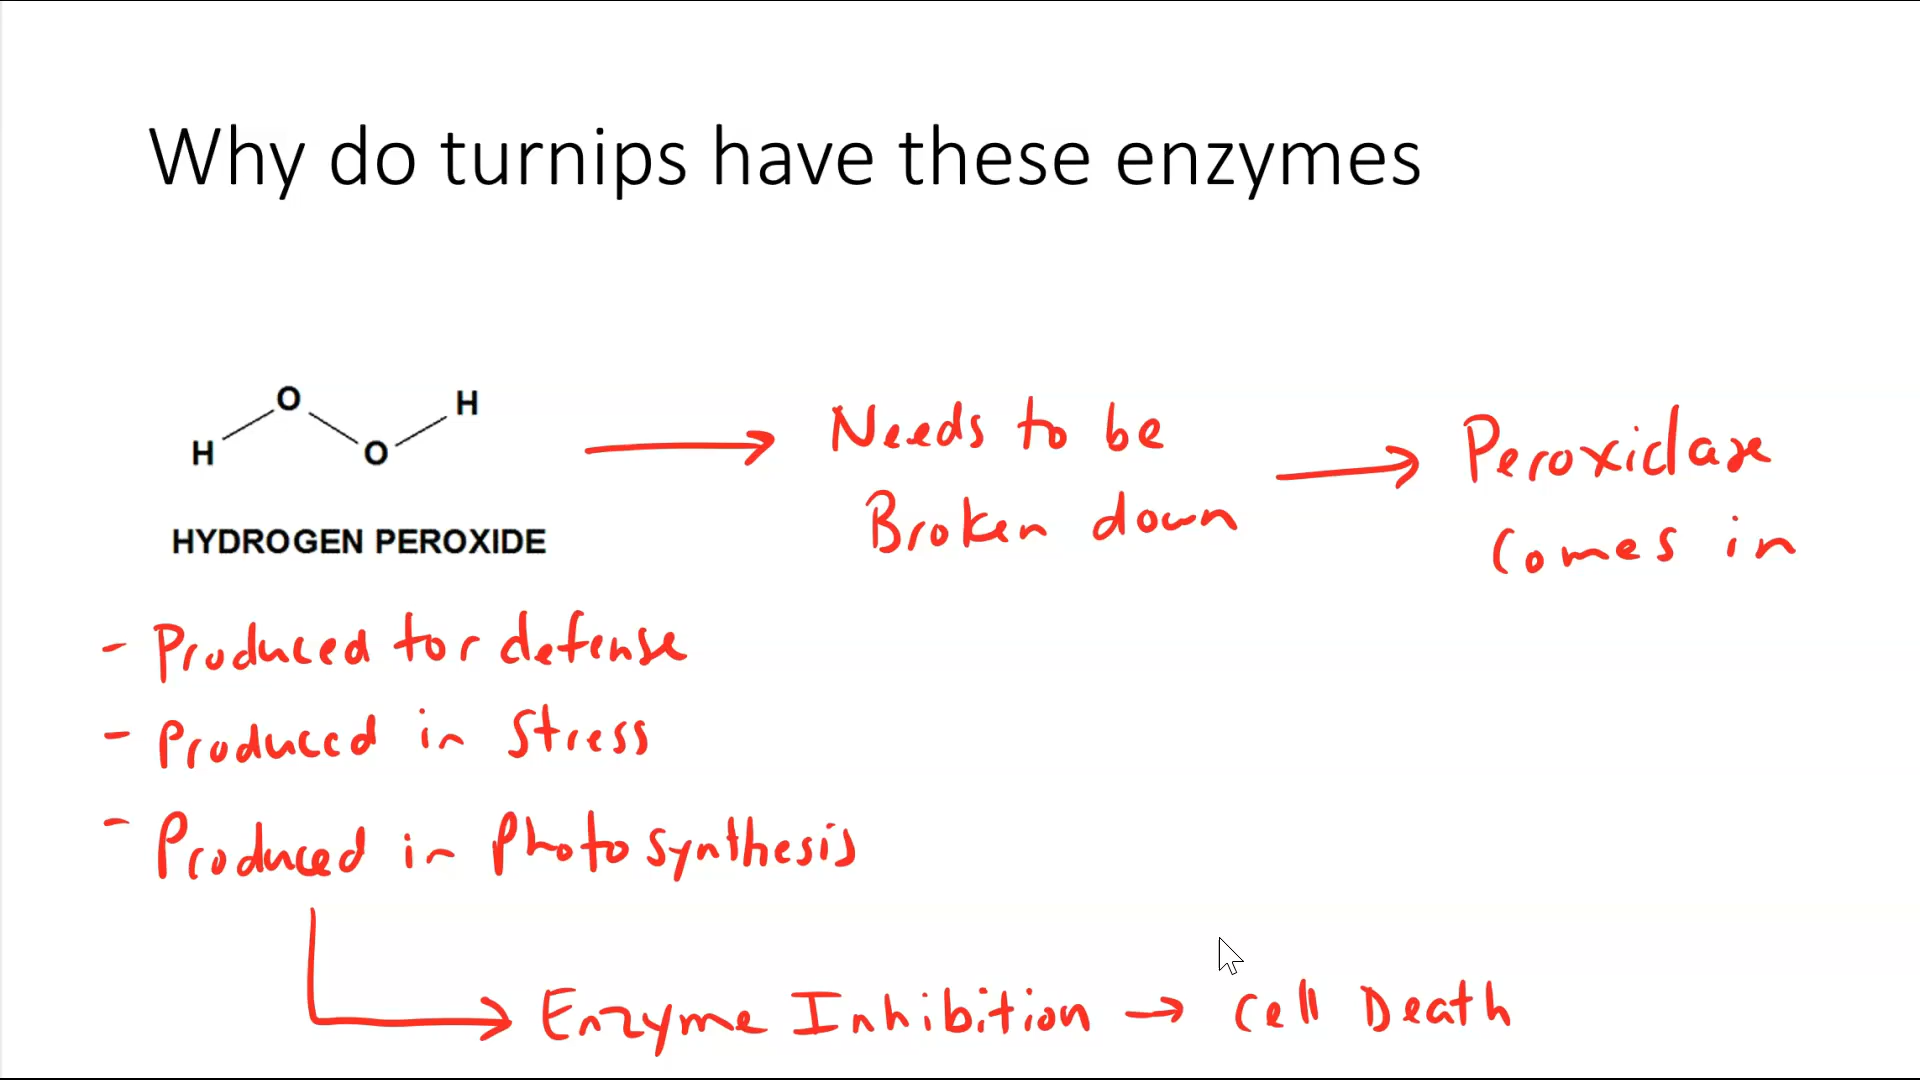 Why do turnips have these enzymes
H O O H
HYDROGEN PEROXIDE
Needs to be
Broken down
Peroxidase
Comes in
- Produced for defense
- Produced in stress
- Produced in photosynthesis
Enzyme Inhibition → Cell Death